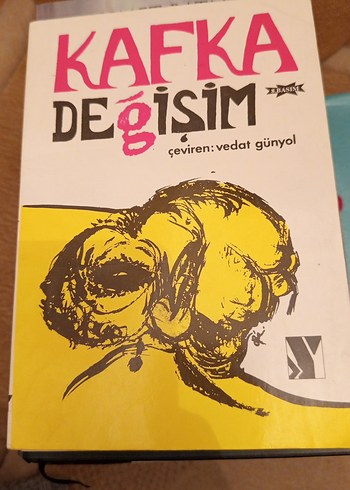 KAFKA
DEĞİŞİM
çeviren: vedat günyol